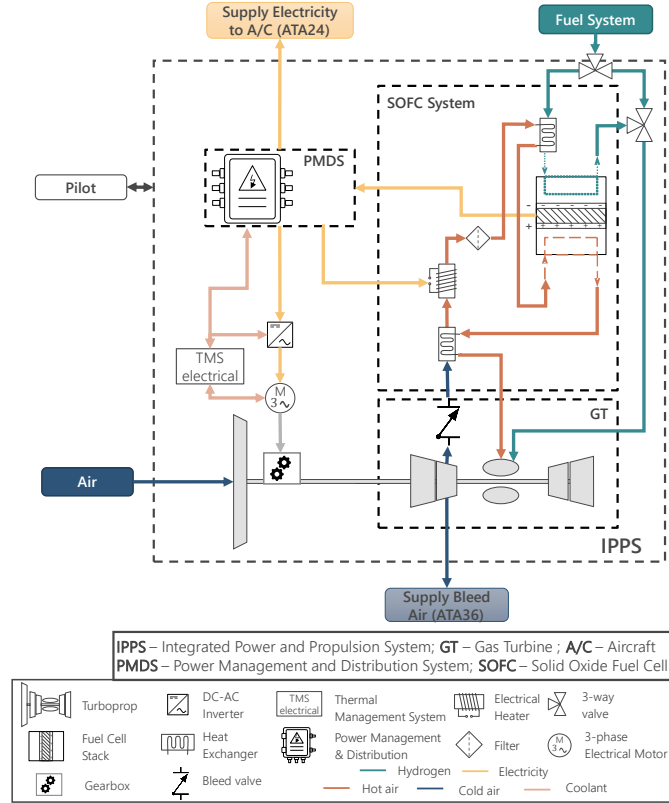 Supply Electricity
to A/C (ATA24)
Fuel System
SOFC System
PMDS
Pilot
- - - - -
+ + + + + +
TMS
electrical
M
3
GT
Air
IPPS
Supply Bleed
Air (ATA36)
IPPS – Integrated Power and Propulsion System; GT – Gas Turbine ; A/C – Aircraft
PMDS – Power Management and Distribution System; SOFC – Solid Oxide Fuel Cell
Turboprop
DC-AC
Inverter
TMS
electrical
Thermal
Management System
Electrical
Heater
3-way
valve
Fuel Cell
Stack
Heat
Exchanger
Power Management
& Distribution
Filter
M
3
3-phase
Electrical Motor
Gearbox
Bleed valve
Hydrogen
Electricity
Hot air
Cold air
Coolant